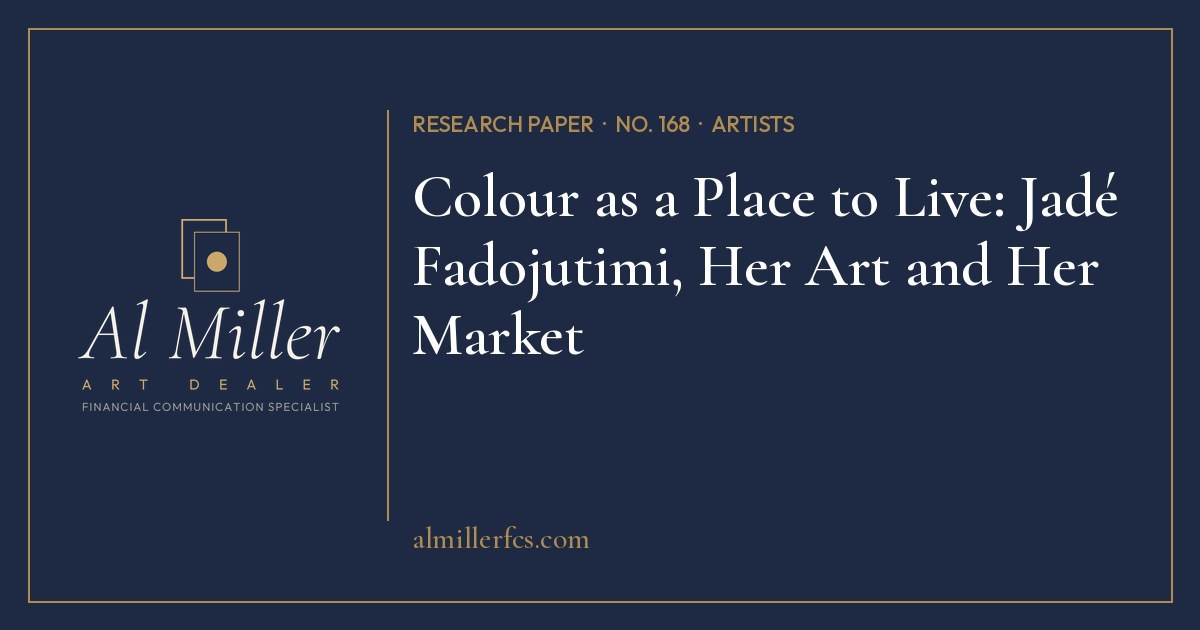 RESEARCH PAPER · NO. 168 · ARTISTS
Colour as a Place to Live: Jadé
Fadojutimi, Her Art and Her
Market
Al Miller
ART DEALER
FINANCIAL COMMUNICATION SPECIALIST
almillerfcs.com